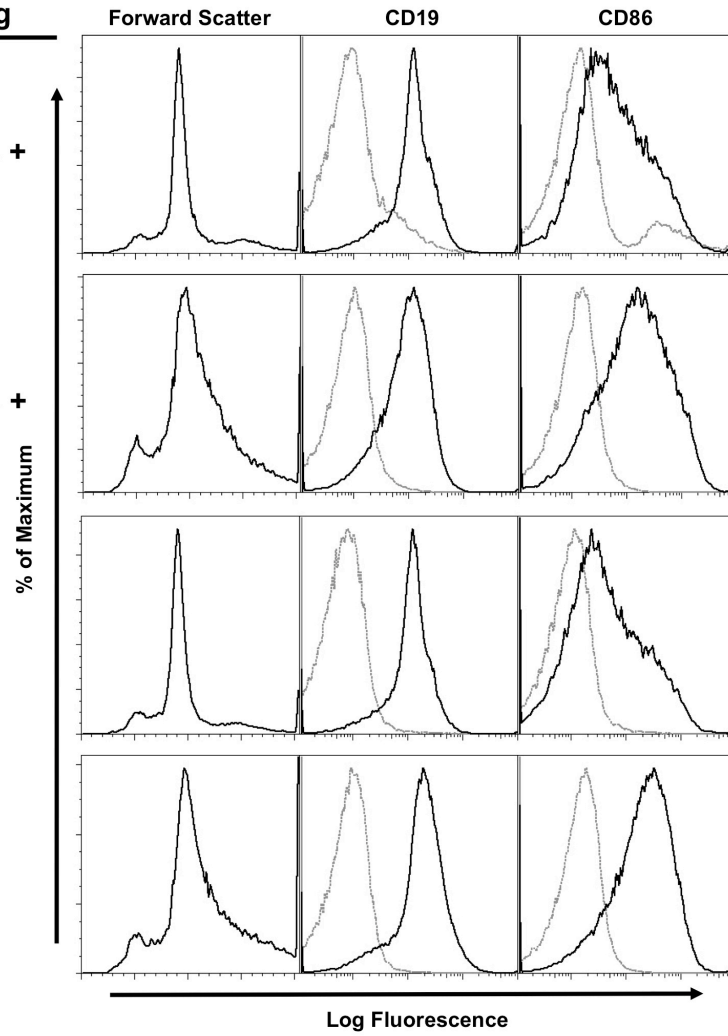 g
Forward Scatter CD19 CD86
+
+
% of Maximum
Log Fluorescence